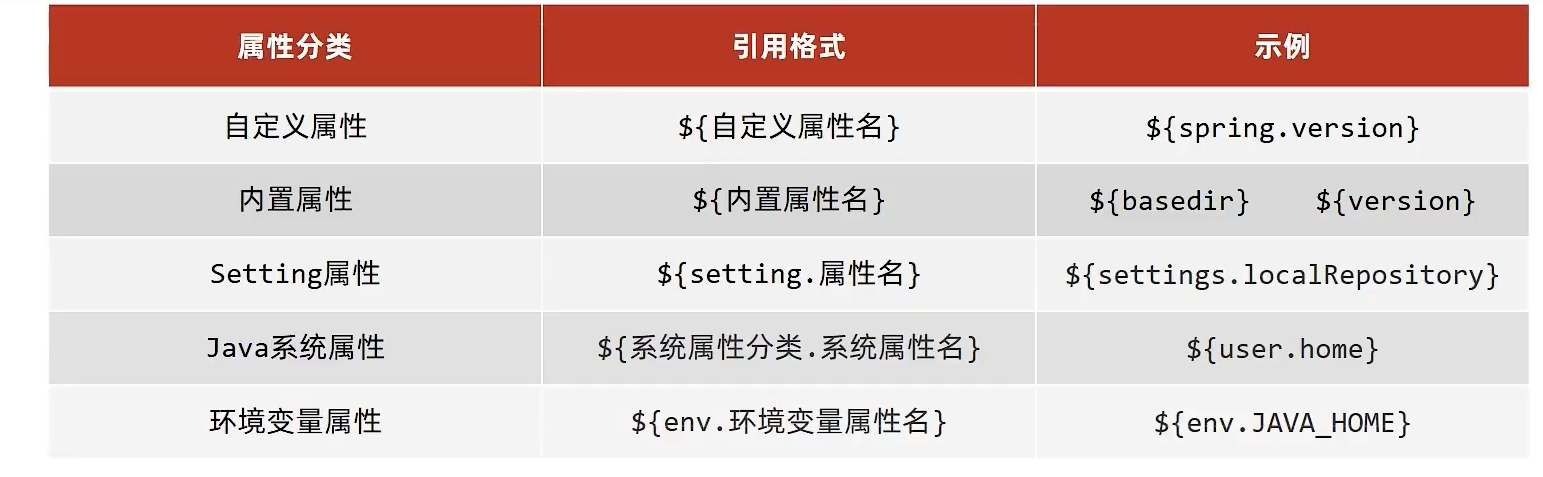 属性分类 引用格式 示例
自定义属性 ${自定义属性名} ${spring.version}
内置属性 ${内置属性名} ${basedir} ${version}
Setting属性 ${setting.属性名} ${settings.localRepository}
Java系统属性 ${系统属性分类.系统属性名} ${user.home}
环境变量属性 ${env.环境变量属性名} ${env.JAVA_HOME}